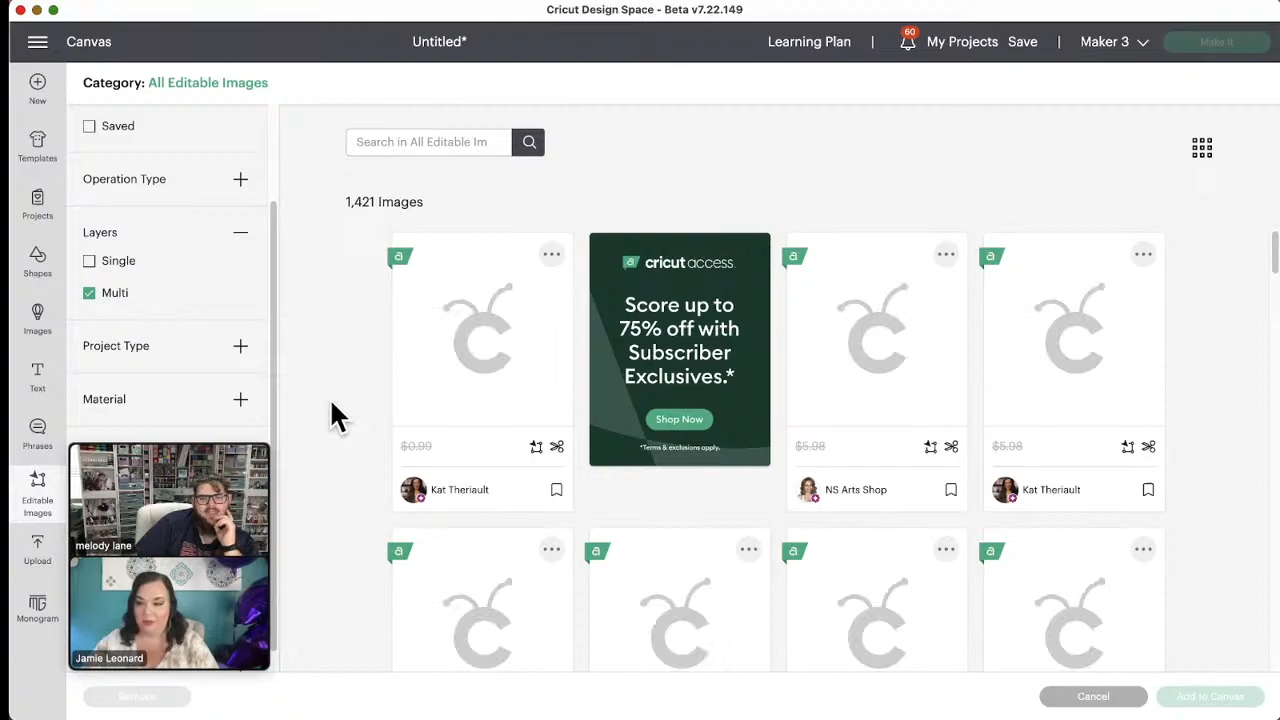 Cricut Design Space - Beta v7.22.149
Canvas
Untitled*
Learning Plan
|
60
My Projects
Save
|
Maker 3
Make It
New
Templates
Projects
Shapes
Images
Text
Phrases
Editable
Images
Upload
MG
Monogram
Category: All Editable Images
Saved
Operation Type
Layers
Single
Multi
Project Type
Material
melody lane
Jamie Leonard
Remove
Search in All Editable Im
1,421 Images
a
$0.99
Kat Theriault
a cricut access.
Score up to
75% off with
Subscriber
Exclusives.*
Shop Now
*Terms & exclusions apply.
a
$5.98
NS Arts Shop
a
$5.98
Kat Theriault
a
a
a
a
Cancel
Add to Canvas